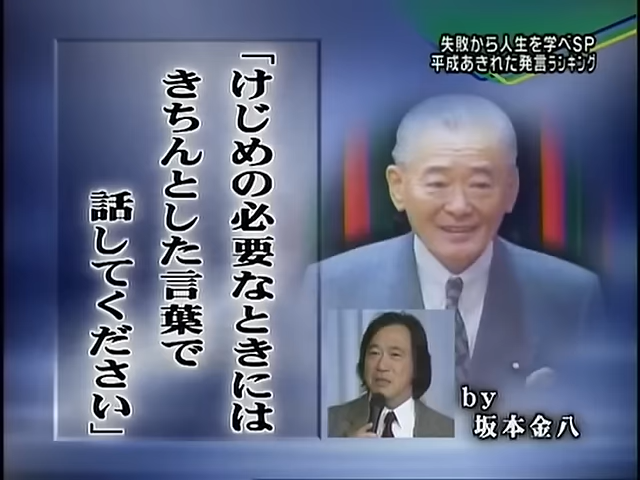 失敗から人生を学べSP
平成あきれた発言ランキング
「けじめの必要なときには
きちんとした言葉で
話してください」
by
坂本金八